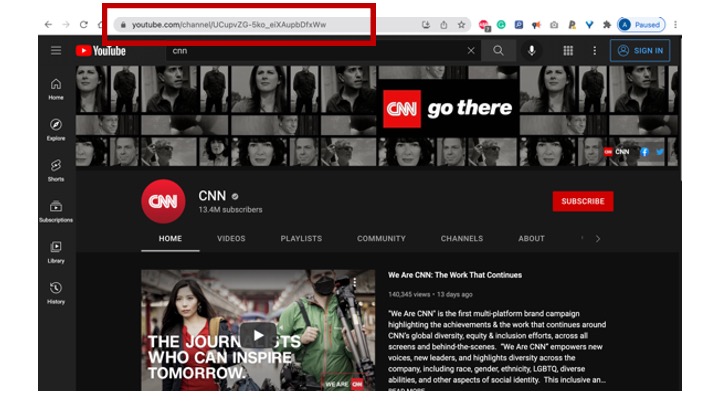 youtube.com/channel/UCupvZG-5ko_eiXAupbDfxWw
A Paused
YouTube
cnn
SIGN IN
Home
Explore
Shorts
Subscriptions
Library
History
CNN go there
CNN
CNN
CNN
13.4M subscribers
SUBSCRIBE
HOME VIDEOS PLAYLISTS COMMUNITY CHANNELS ABOUT
THE JOURN STS
WHO CAN INSPIRE
TOMORROW.
WE ARE CNN
We Are CNN: The Work That Continues
140,345 views • 13 days ago
"We Are CNN" is the first multi-platform brand campaign
highlighting the achievements & the work that continues around
CNN's global diversity, equity & inclusion efforts, across all
screens and behind-the-scenes. "We Are CNN" empowers new
voices, new leaders, and highlights diversity across the
company, including race, gender, ethnicity, LGBTQ, diverse
abilities, and other aspects of social identity. This inclusive an...
READ MORE